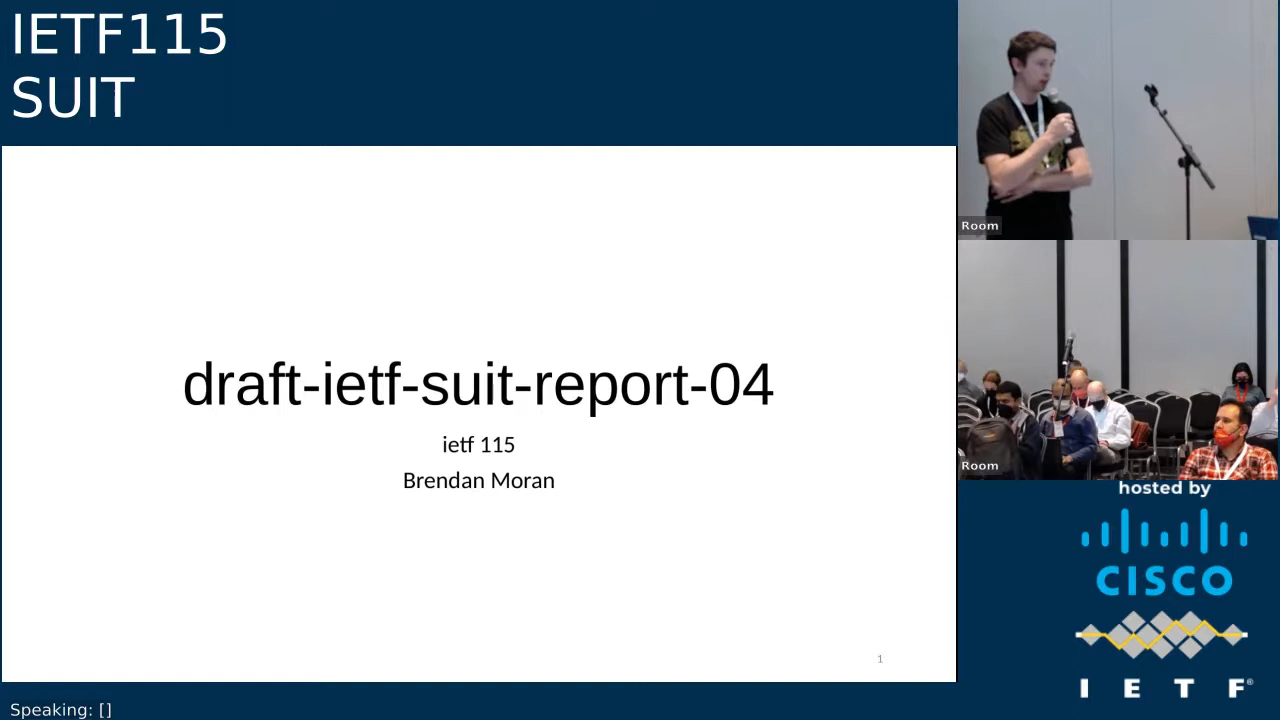 IETF115
SUIT
draft-ietf-suit-report-04
ietf 115
Brendan Moran
1
Room
Room
hosted by
CISCO
I E T F®
Speaking: []